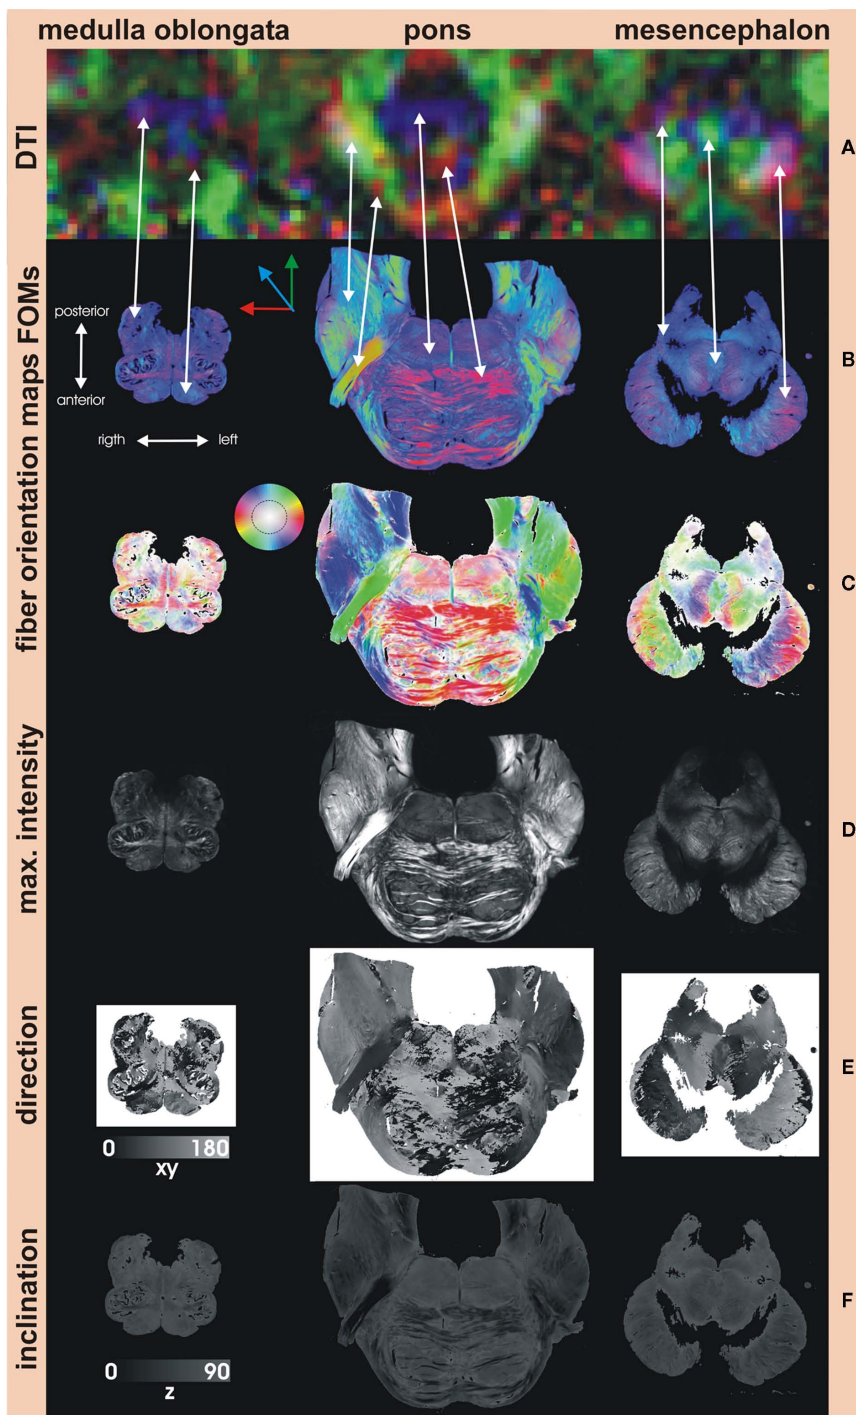 medulla oblongata
pons
mesencephalon
DTI
A
fiber orientation maps FOMs
posterior
anterior
rigth
left
B
C
max. intensity
D
direction
0
180
xy
E
inclination
0
90
z
F